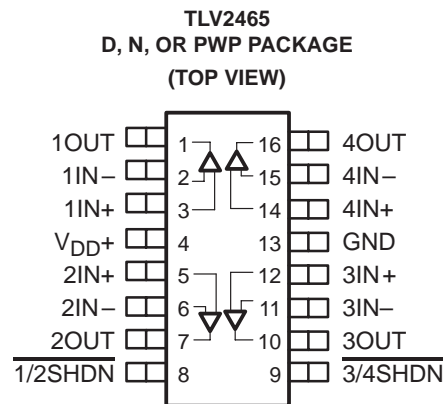 TLV2465
D, N, OR PWP PACKAGE
(TOP VIEW)
1OUT 1 16 4OUT
1IN− 2 15 4IN−
1IN+ 3 14 4IN+
VDD+ 4 13 GND
2IN+ 5 12 3IN+
2IN− 6 11 3IN−
2OUT 7 10 3OUT
1/2SHDN 8 9 3/4SHDN